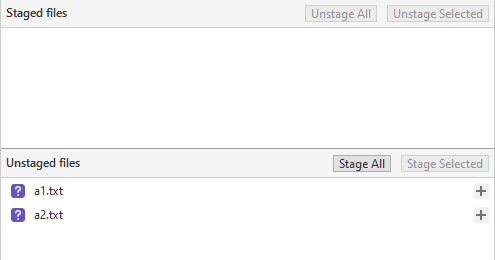 Staged files Unstage All Unstage Selected
Unstaged files Stage All Stage Selected
? a1.txt +
? a2.txt +